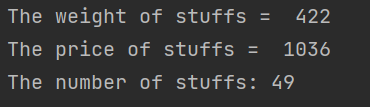 The weight of stuffs =  422
The price of stuffs =  1036
The number of stuffs: 49